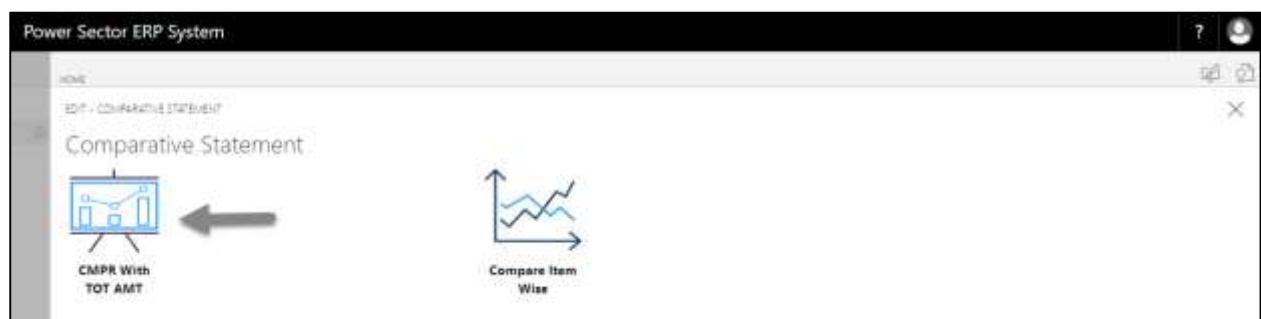 Power Sector ERP System ?
HOME
EDIT - COMPARATIVE STATEMENT
Comparative Statement
CMPR With
TOT AMT
Compare Item
Wise